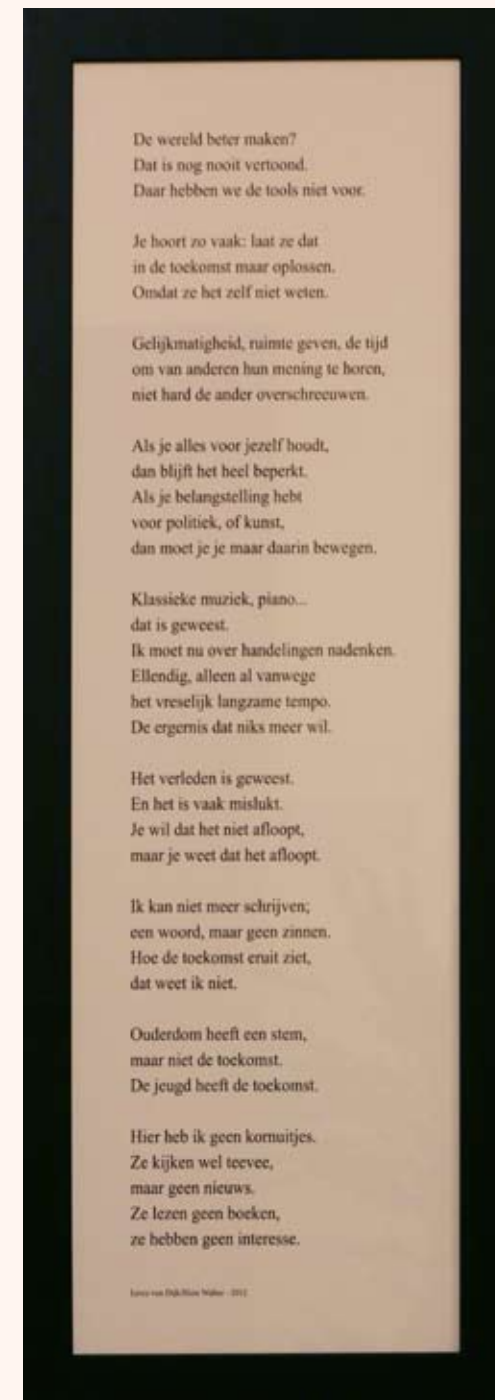 De wereld beter maken?
Dat is nog nooit vertoond.
Daar hebben we de tools niet voor.
Je hoort zo vaak: laat ze dat
in de toekomst maar oplossen.
Omdat ze het zelf niet weten.
Gelijkmatigheid, ruimte geven, de tijd
om van anderen hun mening te horen,
niet hard de ander overschreeuwen.
Als je alles voor jezelf houdt,
dan blijft het heel beperkt.
Als je belangstelling hebt
voor politiek, of kunst,
dan moet je je maar daarin bewegen.
Klassieke muziek, piano...
dat is geweest.
Ik moet nu over handelingen nadenken.
Ellendig, alleen al vanwege
het vreselijk langzame tempo.
De ergernis dat niks meer wil.
Het verleden is geweest.
En het is vaak mislukt.
Je wil dat het niet afloopt,
maar je weet dat het afloopt.
Ik kan niet meer schrijven;
een woord, maar geen zinnen.
Hoe de toekomst eruit ziet,
dat weet ik niet.
Ouderdom heeft een stem,
maar niet de toekomst.
De jeugd heeft de toekomst.
Hier heb ik geen kornuitjes.
Ze kijken wel teevee,
maar geen nieuws.
Ze lezen geen boeken,
ze hebben geen interesse.
van Dijk